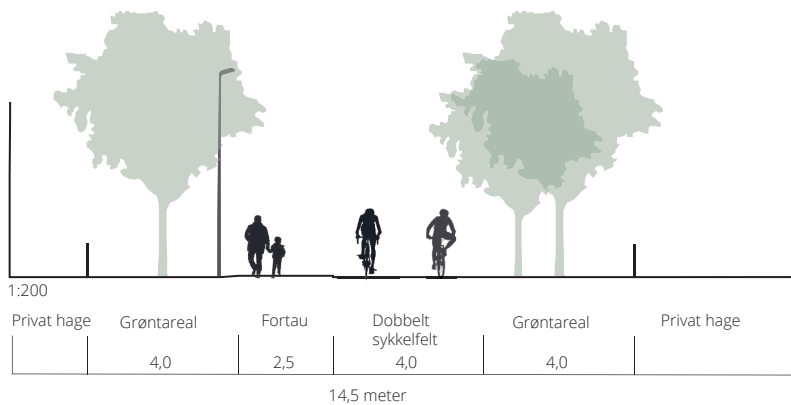 1:200
Privat hage
Grøntareal
Fortau
Dobbelt
sykkelfelt
Grøntareal
Privat hage
4,0
2,5
4,0
4,0
14,5 meter